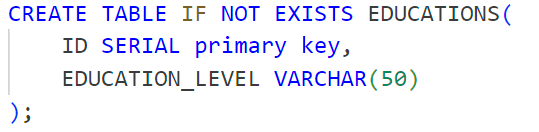 CREATE TABLE IF NOT EXISTS EDUCATIONS(
ID SERIAL primary key,
EDUCATION_LEVEL VARCHAR(50)
);